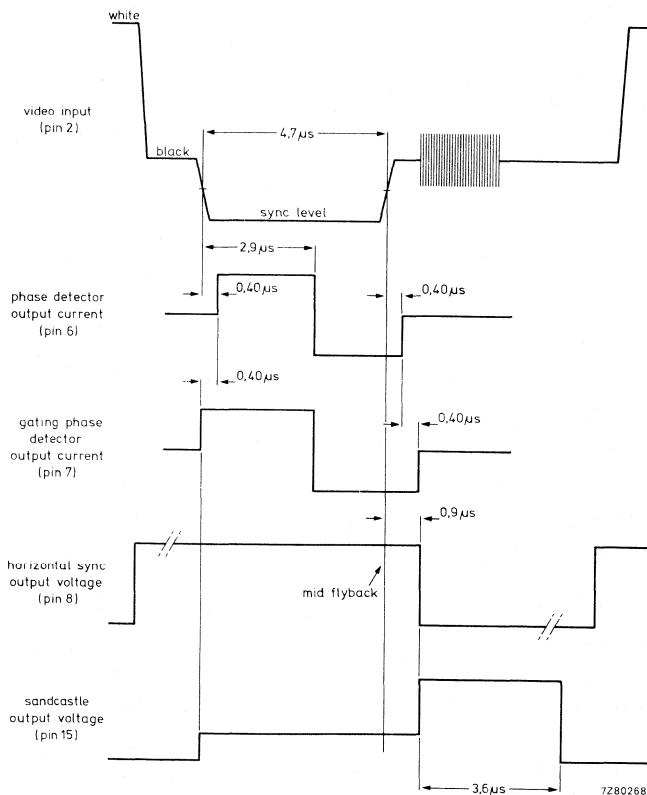 white
video input
(pin 2)
4,7µs
black
sync level
2,9µs
phase detector
output current
(pin 6)
0,40µs
0,40µs
0,40µs
gating phase
detector
output current
(pin 7)
0,40µs
0,9µs
horizontal sync
output voltage
(pin 8)
mid flyback
sandcastle
output voltage
(pin 15)
3,6µs
7Z80268